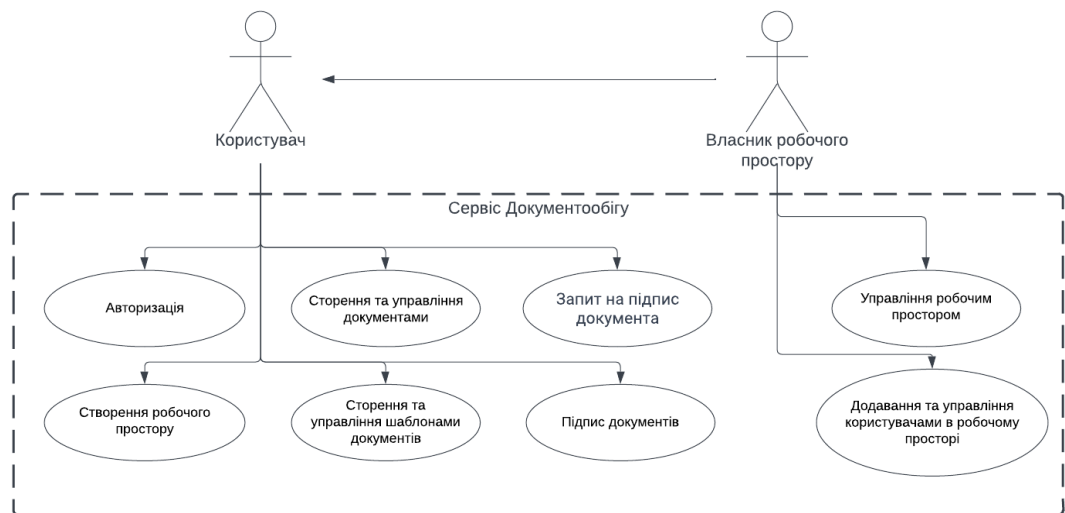 Користувач
Власник робочого
простору
Сервіс Документообігу
Авторизація
Сторення та управління
документами
Запит на підпис
документа
Управління робочим
простором
Створення робочого
простору
Сторення та
управління шаблонами
документів
Підпис документів
Додавання та управління
користувачами в робочому
просторі